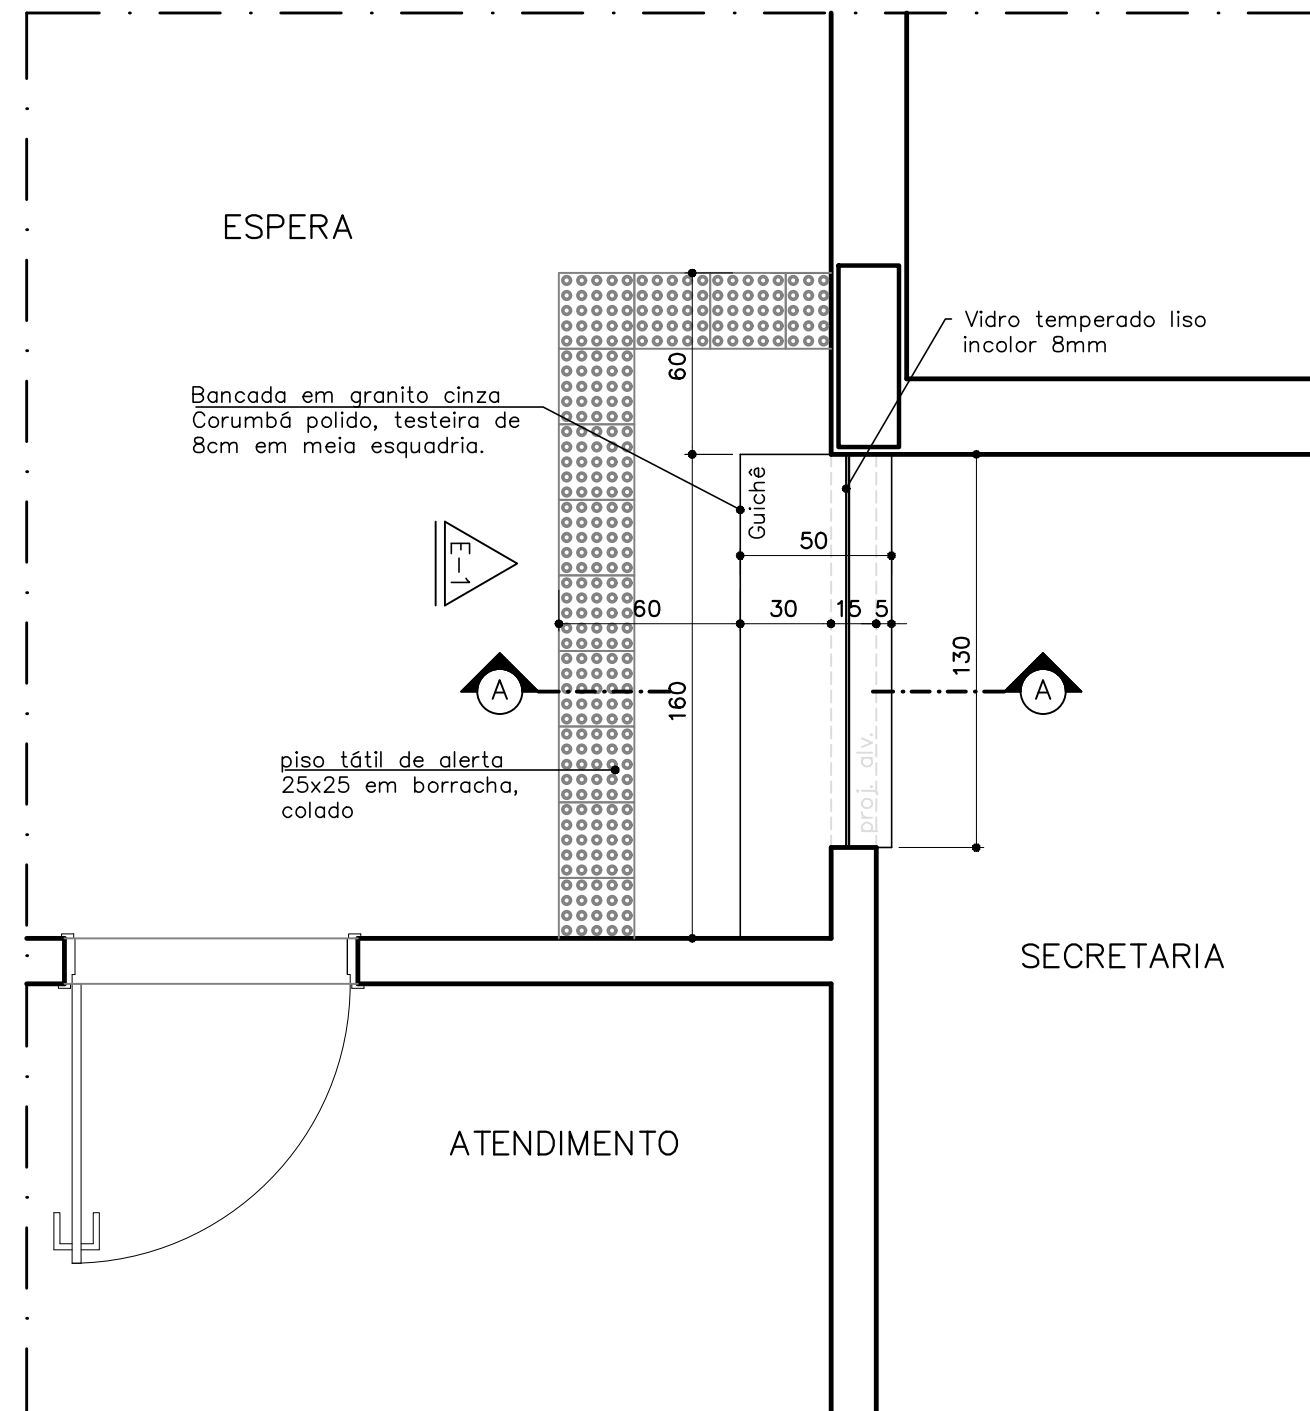 ESPERA
Vidro temperado liso
incolor 8mm
60
Bancada em granito cinza
Corumbá polido, testeira de
8cm em meia esquadria.
Guichê
50
E-1
60
30
15
5
130
A
A
160
proj. alv.
piso tátil de alerta
25x25 em borracha,
colado
SECRETARIA
ATENDIMENTO